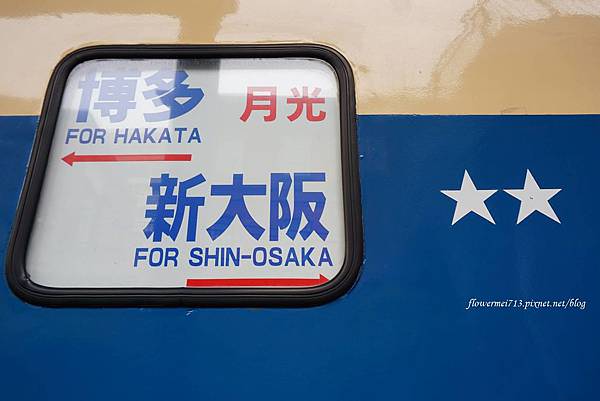 博多 月光
FOR HAKATA
新大阪
FOR SHIN-OSAKA
flowermei713.pixnet.net/blog